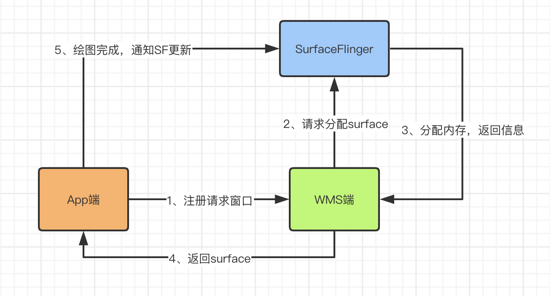 5、绘图完成，通知SF更新
SurfaceFlinger
2、请求分配surface
3、分配内存，返回信息
App端
1、注册请求窗口
WMS端
4、返回surface